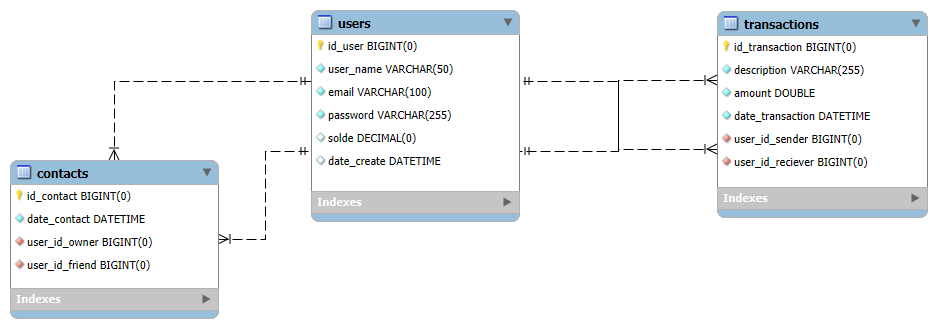 users
id_user BIGINT(0)
user_name VARCHAR(50)
email VARCHAR(100)
password VARCHAR(255)
solde DECIMAL(0)
date_create DATETIME
Indexes
transactions
id_transaction BIGINT(0)
description VARCHAR(255)
amount DOUBLE
date_transaction DATETIME
user_id_sender BIGINT(0)
user_id_reciever BIGINT(0)
Indexes
contacts
id_contact BIGINT(0)
date_contact DATETIME
user_id_owner BIGINT(0)
user_id_friend BIGINT(0)
Indexes